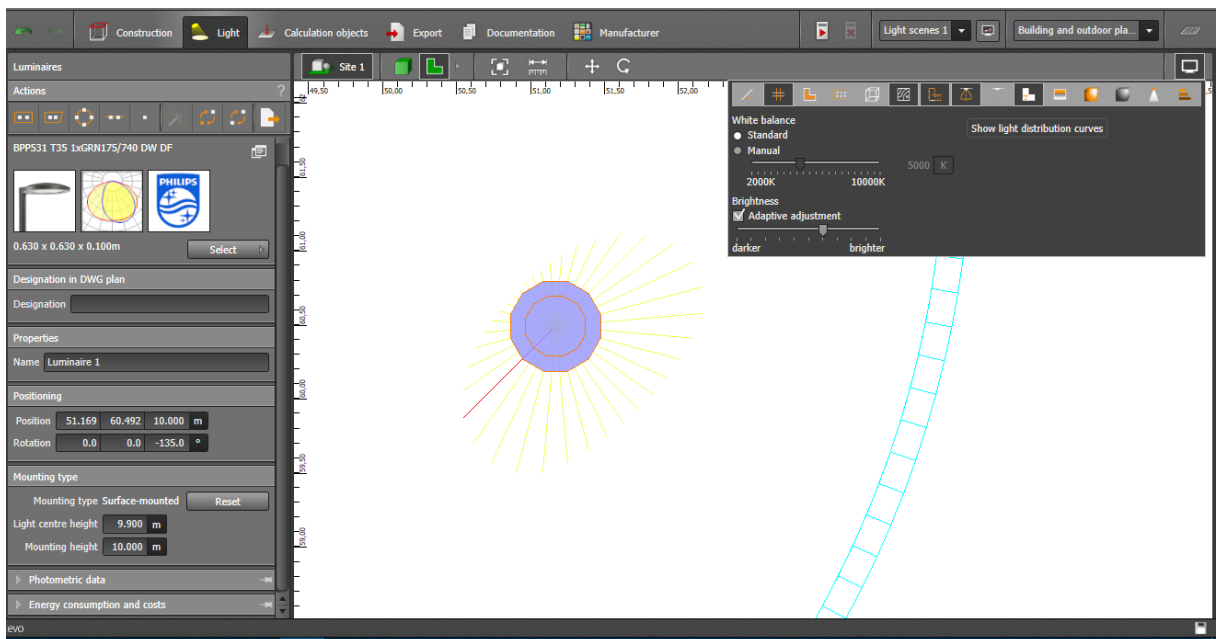 Construction Light Calculation objects Export Documentation Manufacturer Light scenes 1 Building and outdoor pla...
Luminaires
Site 1
Actions ?
49,50 50,00 50,50 51,00 51,50 52,00
BPP531 T35 1xGRN175/740 DW DF
PHILIPS
0.630 x 0.630 x 0.100m Select
Designation in DWG plan
Designation
Properties
Name Luminaire 1
Positioning
Position 51.169 60.492 10.000 m
Rotation 0.0 0.0 -135.0 °
Mounting type
Mounting type Surface-mounted Reset
Light centre height 9.900 m
Mounting height 10.000 m
Photometric data
Energy consumption and costs
evo
61,50
61,00
60,50
60,00
59,50
59,00
White balance
Standard
Manual
5000 K
2000K 10000K
Brightness
Adaptive adjustment
darker brighter
Show light distribution curves